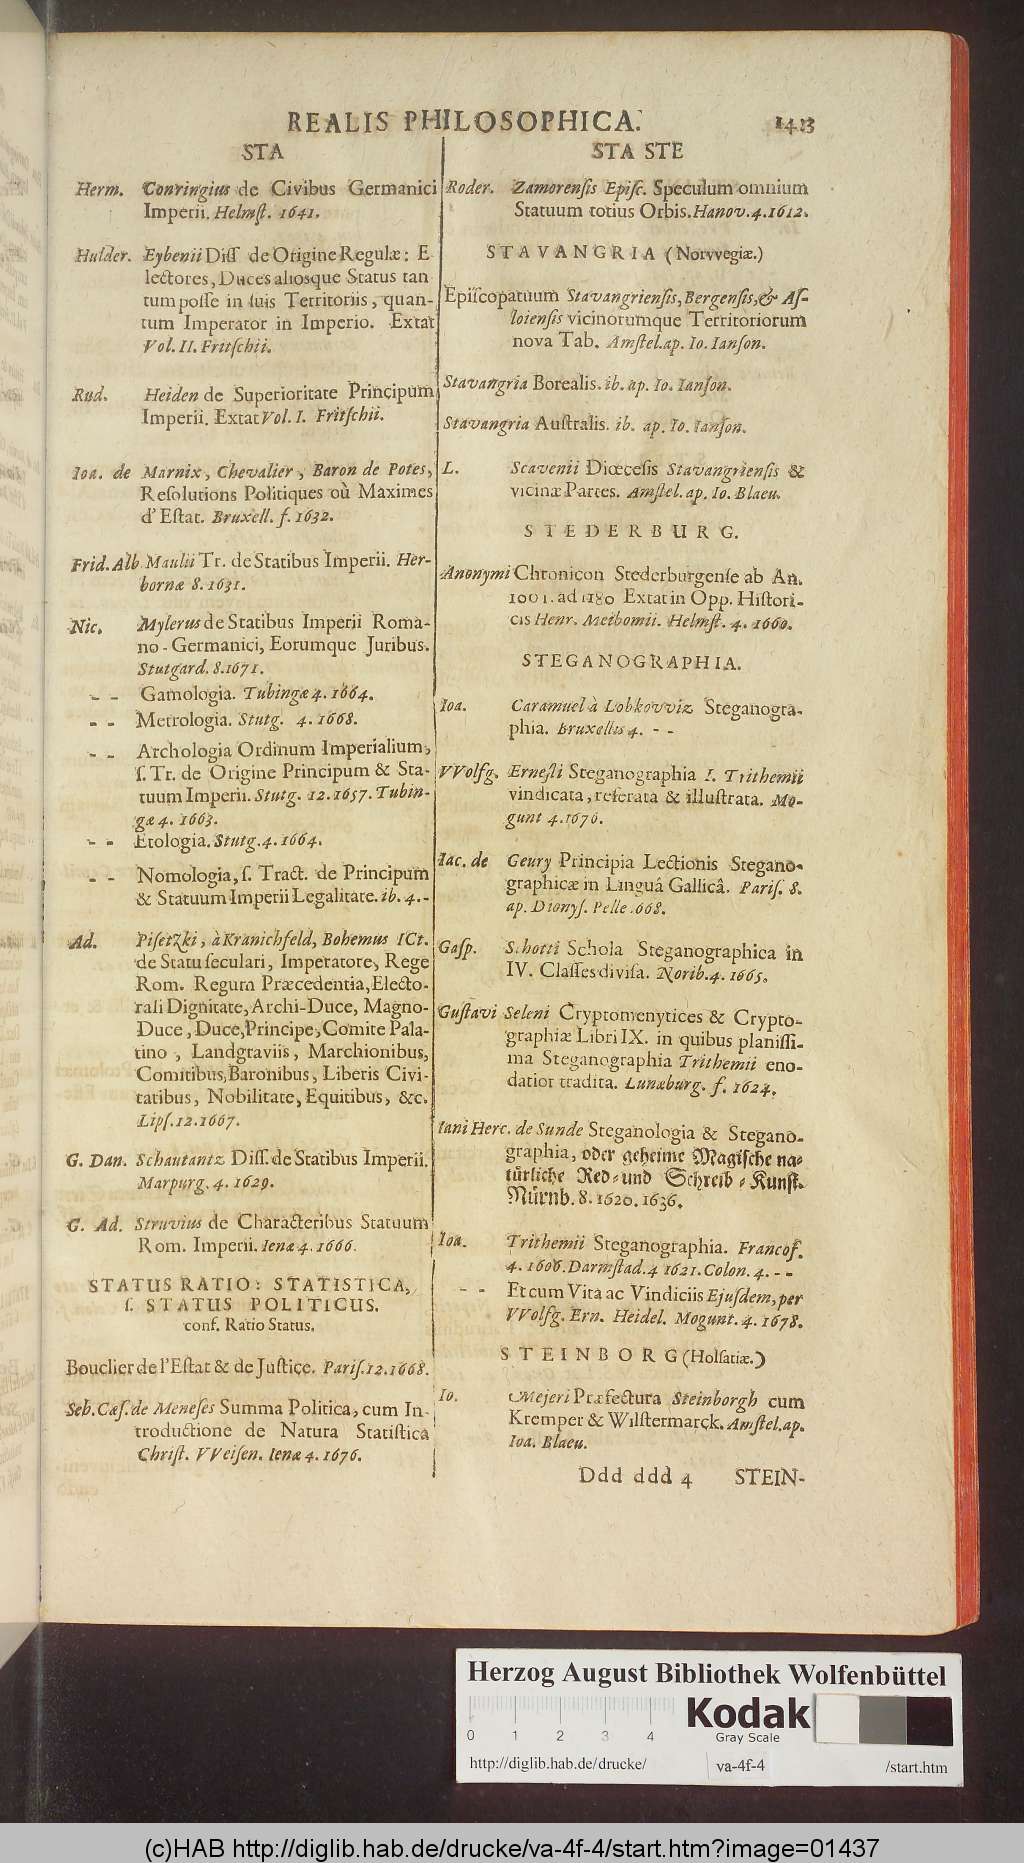 REALIS PHILOSOPHICA.
1413
STA
Herm. Conringius de Civibus Germanici
Imperii. Helmſt. 1641.
Hulder. Eybenii Diſſ de Origine Regulæ: E
lectores, Duces aliosque Status tan
tum poſſe in ſuis Territoriis, quan-
tum Imperator in Imperio. Extat
Vol. II. Fritſchii.
Rud. Heiden de Superioritate Principum
Imperii. Extat Vol. I. Fritſchii.
Ioa. de Marnix, Chevalier, Baron de Potes,
Reſolutions Politiques où Maximes
d'Eſtat. Bruxell. f. 1632.
Frid. Alb Maulii Tr. de Statibus Imperii. Her-
bornæ 8. 1631.
Nic. Mylerus de Statibus Imperii Roma-
no-Germanici, Eorumque Juribus.
Stutgard. 8. 1671.
- - Gamologia. Tubingæ 4. 1664.
- - Metrologia. Stutg. 4. 1668.
- - Archologia Ordinum Imperialium,
ſ. Tr. de Origine Principum & Sta-
tuum Imperii. Stutg. 12. 1657. Tubin-
gæ 4. 1663.
- - Etologia. Stutg. 4. 1664.
- - Nomologia, ſ. Tract. de Principum
& Statuum Imperii Legalitate. ib. 4. -
Ad. Piſetzki, à Kranichfeld, Bohemus ICt.
de Statu ſeculari, Imperatore, Rege
Rom. Regum Præcedentia, Electo-
rali Dignitate, Archi-Duce, Magno-
Duce, Duce, Principe, Comite Pala-
tino, Landgraviis, Marchionibus,
Comitibus, Baronibus, Liberis Civi-
tatibus, Nobilitate, Equitibus, &c.
Lipſ. 12. 1667.
G. Dan. Schautantz Diſſ. de Statibus Imperii.
Marpurg. 4. 1629.
G. Ad. Struvius de Characteribus Statuum
Rom. Imperii. Ienæ 4. 1666.
STATUS RATIO: STATISTICA,
ſ. STATUS POLITICUS.
conf. Ratio Status.
Bouclier de l'Eſtat & de Juſtice. Pariſ. 12. 1668.
Seb. Cæſ. de Meneſes Summa Politica, cum In-
troductione de Natura Statiſtica
Chriſt. VVeiſen. Ienæ 4. 1676.
STA STE
Roder. Zamorenſis Epiſc. Speculum omnium
Statuum totius Orbis. Hanov. 4. 1612.
STAVANGRIA (Norvvegiæ.)
Epiſcopatuum Stavangrienſis, Bergenſis, & Aſ-
loienſis vicinorumque Territoriorum
nova Tab. Amſtel. ap. Io. Ianſon.
Stavangria Borealis. ib. ap. Io. Ianſon.
Stavangria Auſtralis. ib. ap. Io. Ianſon.
L. Scavenii Diœceſis Stavangrienſis &
vicinæ Partes. Amſtel. ap. Io. Blaeu.
STEDERBURG.
Anonymi Chronicon Stederburgenſe ab An.
1001. ad 1180 Extat in Opp. Hiſtori-
cis Henr. Meibomii. Helmſt. 4. 1660.
STEGANOGRAPHIA.
Ioa. Caramuel à Lobkovviz Steganogra-
phia. Bruxellis 4. - -
VVolfg. Erneſti Steganographia I. Trithemii
vindicata, reſerata & illuſtrata. Mo-
gunt 4. 1676.
Iac. de Geury Principia Lectionis Stegano-
graphicæ in Linguâ Gallicâ. Pariſ. 8.
ap. Dionyſ. Pelle. 668.
Gaſp. Schotti Schola Steganographica in
IV. Claſſes diviſa. Norib. 4. 1665.
Guſtavi Seleni Cryptomenytices & Crypto-
graphiæ Libri IX. in quibus planiſſi-
ma Steganographia Trithemii eno-
datior tradita. Lunæburg. f. 1624.
Iani Herc. de Sunde Steganologia & Stegano-
graphia, oder geheime Magiſche na-
türliche Red- und Schreib-Kunſt.
Nürnb. 8. 1620. 1636.
Ioa. Trithemii Steganographia. Francof.
4. 1606. Darmſtad. 4 1621. Colon. 4. - -
- - Et cum Vita ac Vindiciis Ejuſdem, per
VVolfg. Ern. Heidel. Mogunt. 4. 1678.
STEINBORG (Holſatiæ.)
Io. Mejeri Præfectura Steinborgh cum
Kremper & Wilſtermarck. Amſtel. ap.
Ioa. Blaeu.
Ddd ddd 4 STEIN-
Herzog August Bibliothek Wolfenbüttel
0 1 2 3 4
Kodak
Gray Scale
http://diglib.hab.de/drucke/ va-4f-4 /start.htm
(c)HAB http://diglib.hab.de/drucke/va-4f-4/start.htm?image=01437